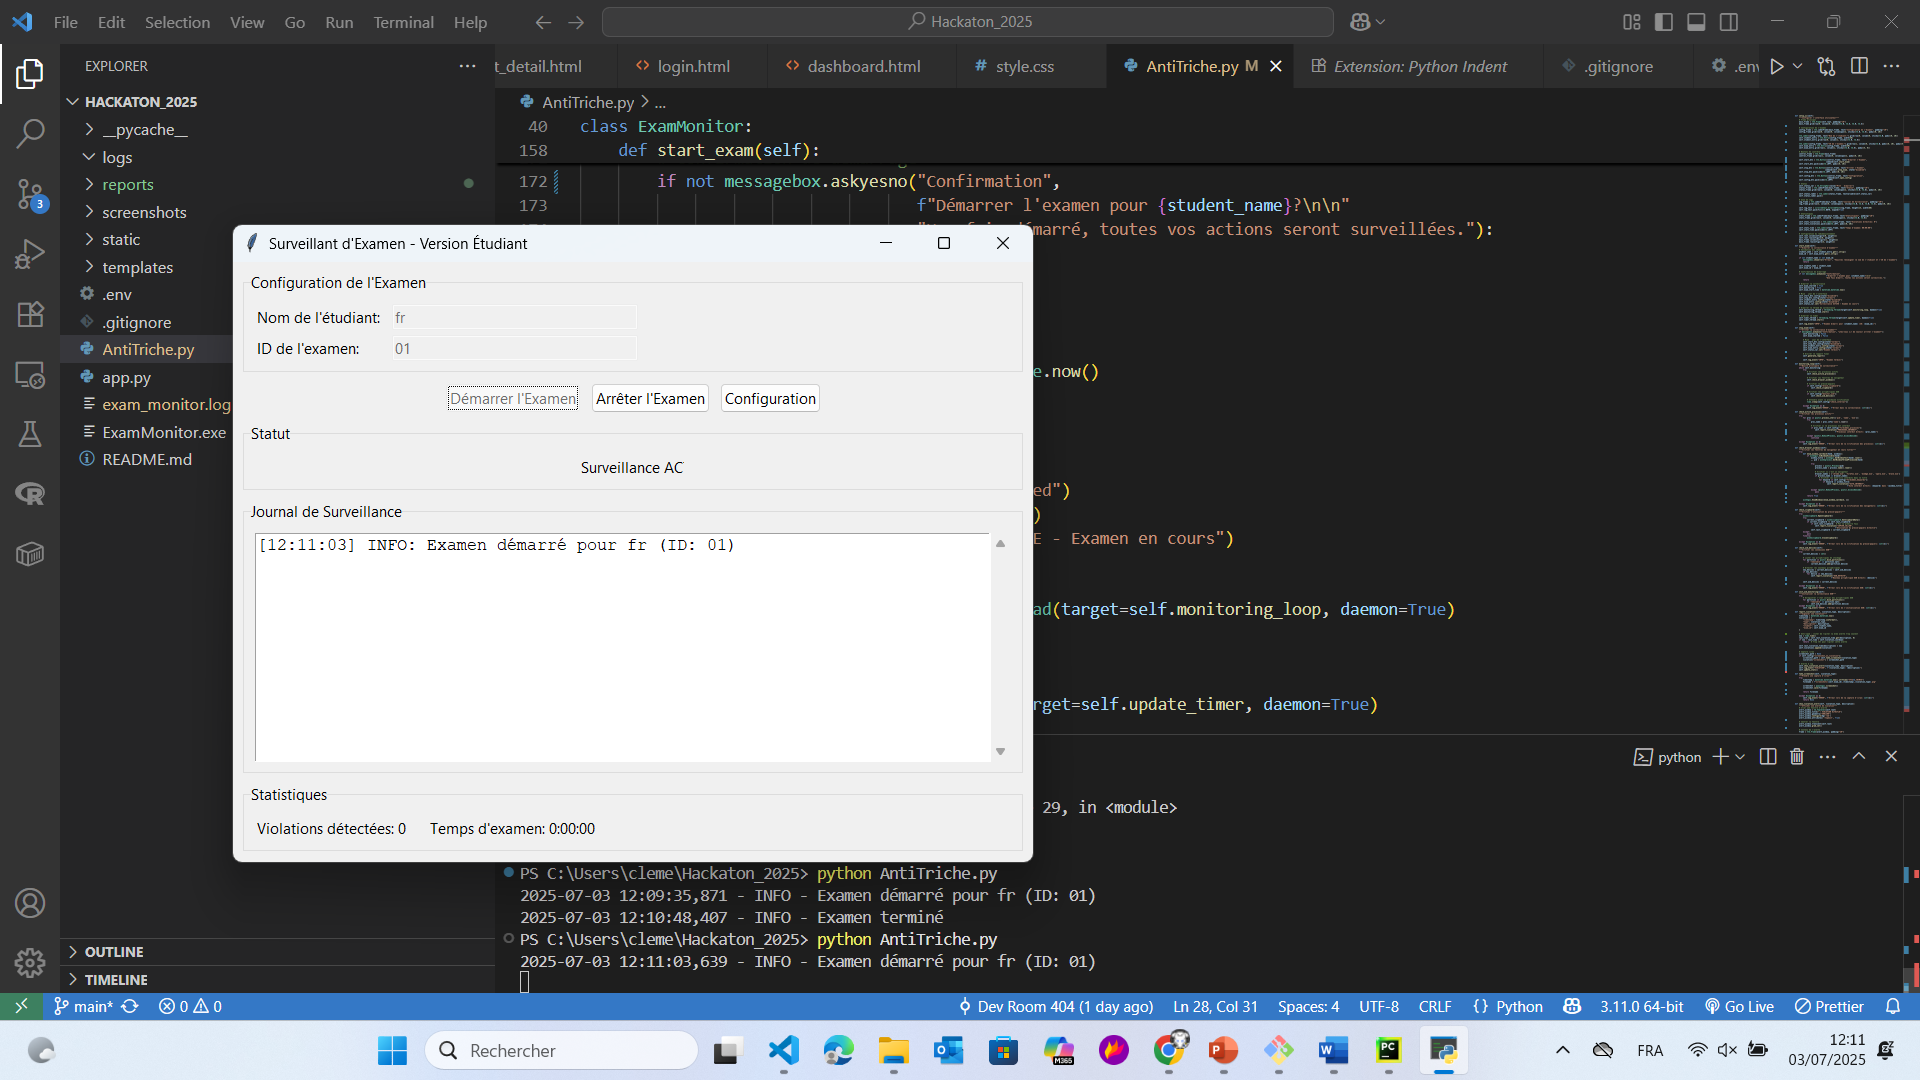 File Edit Selection View Go Run Terminal Help
Hackaton_2025
EXPLORER
HACKATON_2025
__pycache__
logs
reports
screenshots
static
templates
.env
.gitignore
AntiTriche.py
app.py
exam_monitor.log
ExamMonitor.exe
README.md
OUTLINE
TIMELINE
3
t_detail.html
login.html
dashboard.html
style.css
AntiTriche.py M
Extension: Python Indent
.gitignore
.env
AntiTriche.py > ...
40 class ExamMonitor:
158 def start_exam(self):
172 if not messagebox.askyesno("Confirmation",
173 f"Démarrer l'examen pour {student_name}?\n\n"
marré, toutes vos actions seront surveillées."):
e.now()
ed")
)
E - Examen en cours")
ad(target=self.monitoring_loop, daemon=True)
rget=self.update_timer, daemon=True)
Surveillant d'Examen - Version Étudiant
Configuration de l'Examen
Nom de l'étudiant: fr
ID de l'examen: 01
Démarrer l'Examen Arrêter l'Examen Configuration
Statut
Surveillance AC
Journal de Surveillance
[12:11:03] INFO: Examen démarré pour fr (ID: 01)
Statistiques
Violations détectées: 0 Temps d'examen: 0:00:00
python
29, in <module>
PS C:\Users\cleme\Hackaton_2025> python AntiTriche.py
2025-07-03 12:09:35,871 - INFO - Examen démarré pour fr (ID: 01)
2025-07-03 12:10:48,407 - INFO - Examen terminé
PS C:\Users\cleme\Hackaton_2025> python AntiTriche.py
2025-07-03 12:11:03,639 - INFO - Examen démarré pour fr (ID: 01)
main* 0 0 Dev Room 404 (1 day ago) Ln 28, Col 31 Spaces: 4 UTF-8 CRLF {} Python 3.11.0 64-bit Go Live Prettier
Rechercher
M365
FRA
12:11
03/07/2025